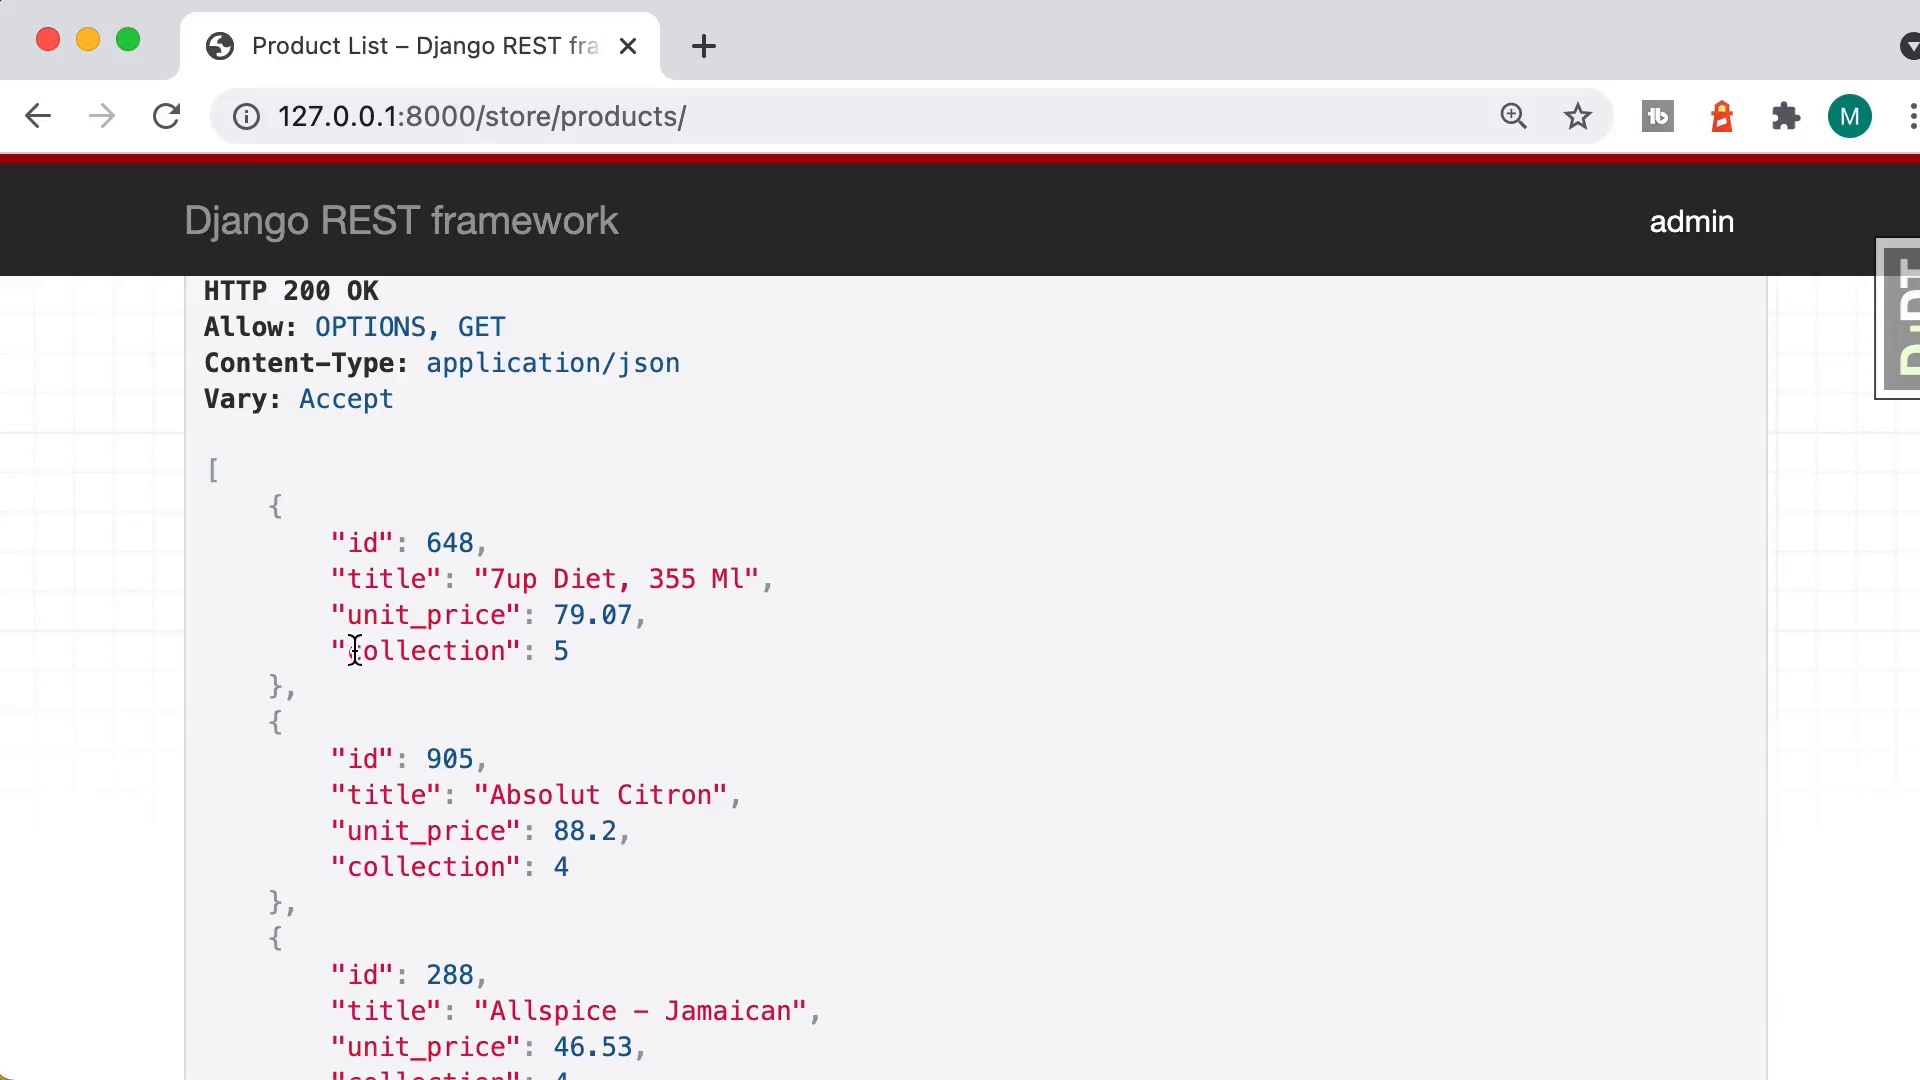 Product List – Django REST fra
127.0.0.1:8000/store/products/
M
Django REST framework
admin
HTTP 200 OK
Allow: OPTIONS, GET
Content-Type: application/json
Vary: Accept
[
{
"id": 648,
"title": "7up Diet, 355 Ml",
"unit_price": 79.07,
"collection": 5
},
{
"id": 905,
"title": "Absolut Citron",
"unit_price": 88.2,
"collection": 4
},
{
"id": 288,
"title": "Allspice - Jamaican",
"unit_price": 46.53,
"collection": 4